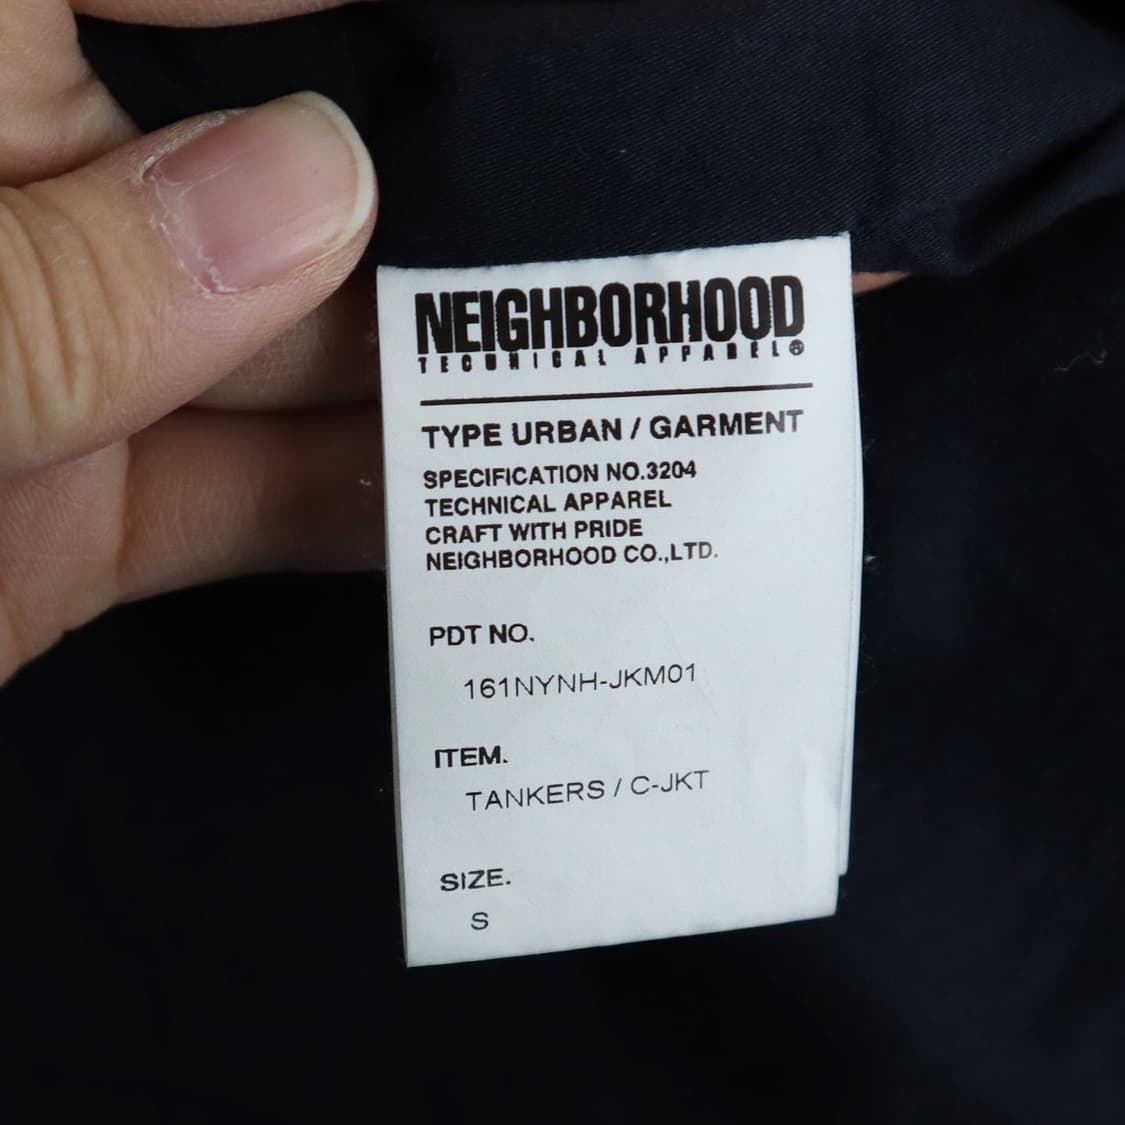 NEIGHBORHOOD
TECHNICAL APPAREL®
TYPE URBAN / GARMENT
SPECIFICATION NO.3204
TECHNICAL APPAREL
CRAFT WITH PRIDE
NEIGHBORHOOD CO.,LTD.
PDT NO.
161NYNH-JKM01
ITEM.
TANKERS / C-JKT
SIZE.
S